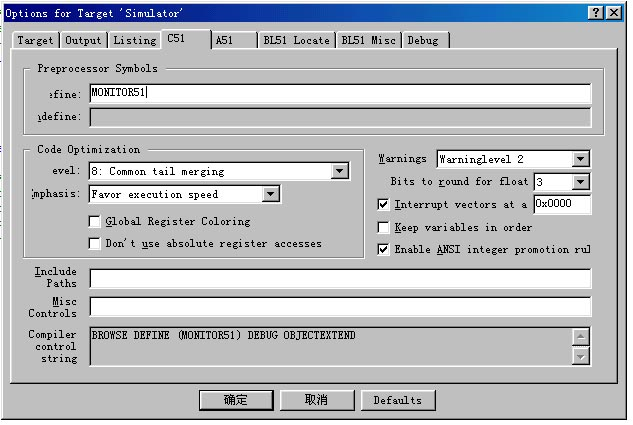 Options for Target 'Simulator'
Target Output Listing C51 A51 BL51 Locate BL51 Misc Debug
Preprocessor Symbols
efine: MONITOR51
define:
Code Optimization
evel: 8: Common tail merging
mphasis: Favor execution speed
Global Register Coloring
Don't use absolute register accesses
Warnings Warninglevel 2
Bits to round for float 3
Interrupt vectors at a 0x0000
Keep variables in order
Enable ANSI integer promotion rul
Include
Paths
Misc
Controls
Compiler
control
string
BROWSE DEFINE (MONITOR51) DEBUG OBJECTEXTEND
确定 取消 Defaults